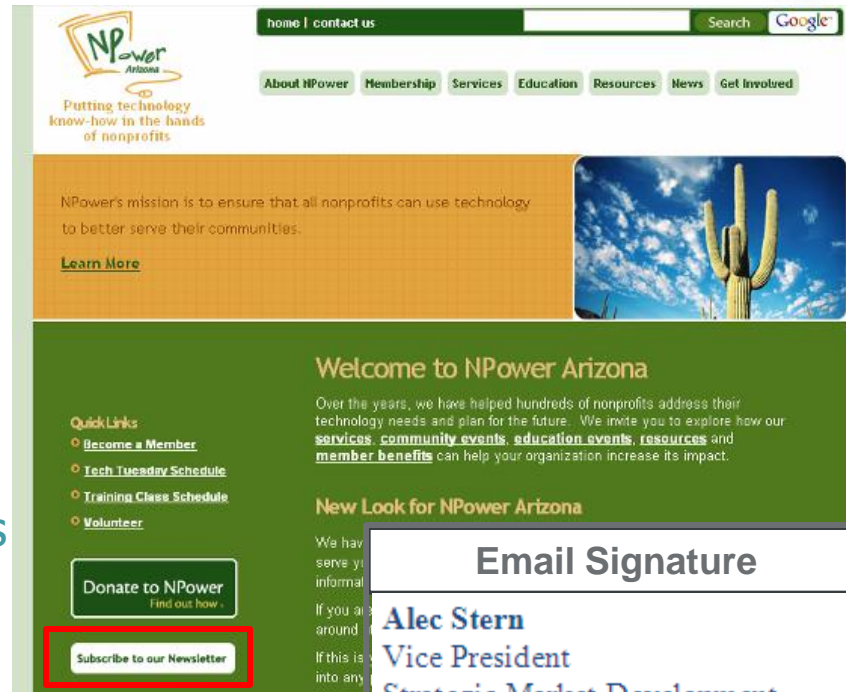 home | contact us
Search Google
NPower
Arizona
Putting technology
know-how in the hands
of nonprofits
About NPower Membership Services Education Resources News Get Involved
NPower's mission is to ensure that all nonprofits can use technology
to better serve their communities.
Learn More
Quick Links
Become a Member
Tech Tuesday Schedule
Training Class Schedule
Volunteer
Donate to NPower
Find out how
Subscribe to our Newsletter
Welcome to NPower Arizona
Over the years, we have helped hundreds of nonprofits address their
technology needs and plan for the future. We invite you to explore how our
services, community events, education events, resources and
member benefits can help your organization increase its impact.
New Look for NPower Arizona
We hav
serve y
informat
If you a
around
If this is
into any
s
Email Signature
Alec Stern
Vice President
Strategic Market Development